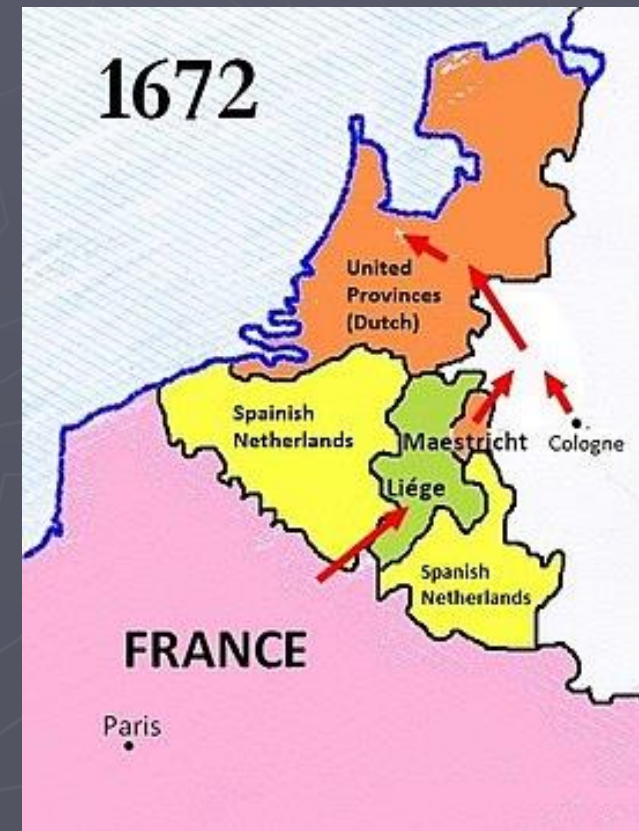 1672
United
Provinces
(Dutch)
Spainish
Netherlands
Maestricht
Cologne
Liége
Spanish
Netherlands
FRANCE
Paris